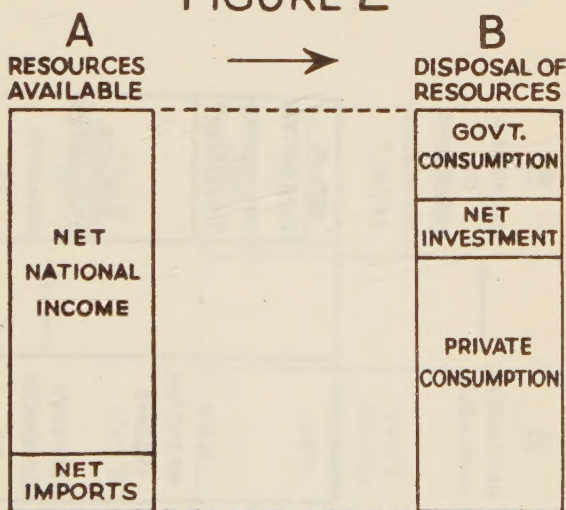 FIGURE 2
A
RESOURCES
AVAILABLE
NET
NATIONAL
INCOME
NET
IMPORTS
B
DISPOSAL OF
RESOURCES
GOVT.
CONSUMPTION
NET
INVESTMENT
PRIVATE
CONSUMPTION